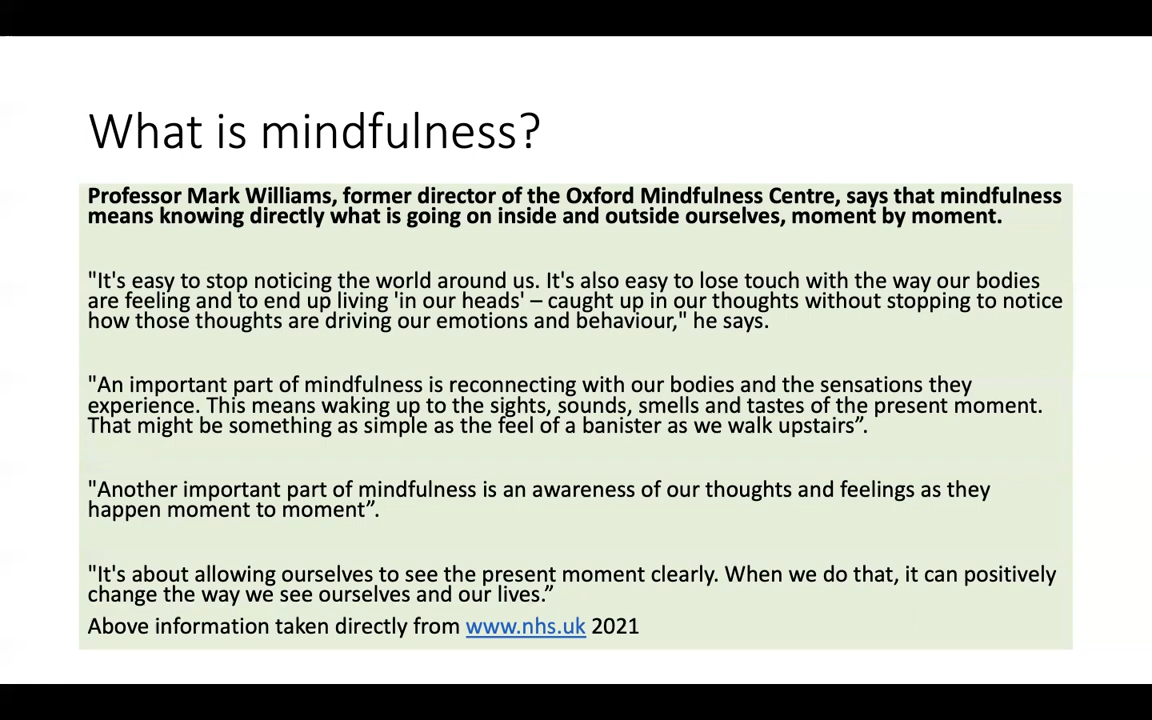 What is mindfulness?
Professor Mark Williams, former director of the Oxford Mindfulness Centre, says that mindfulness
means knowing directly what is going on inside and outside ourselves, moment by moment.
"It's easy to stop noticing the world around us. It's also easy to lose touch with the way our bodies
are feeling and to end up living 'in our heads' – caught up in our thoughts without stopping to notice
how those thoughts are driving our emotions and behaviour," he says.
"An important part of mindfulness is reconnecting with our bodies and the sensations they
experience. This means waking up to the sights, sounds, smells and tastes of the present moment.
That might be something as simple as the feel of a banister as we walk upstairs”.
"Another important part of mindfulness is an awareness of our thoughts and feelings as they
happen moment to moment”.
"It's about allowing ourselves to see the present moment clearly. When we do that, it can positively
change the way we see ourselves and our lives.”
Above information taken directly from www.nhs.uk 2021